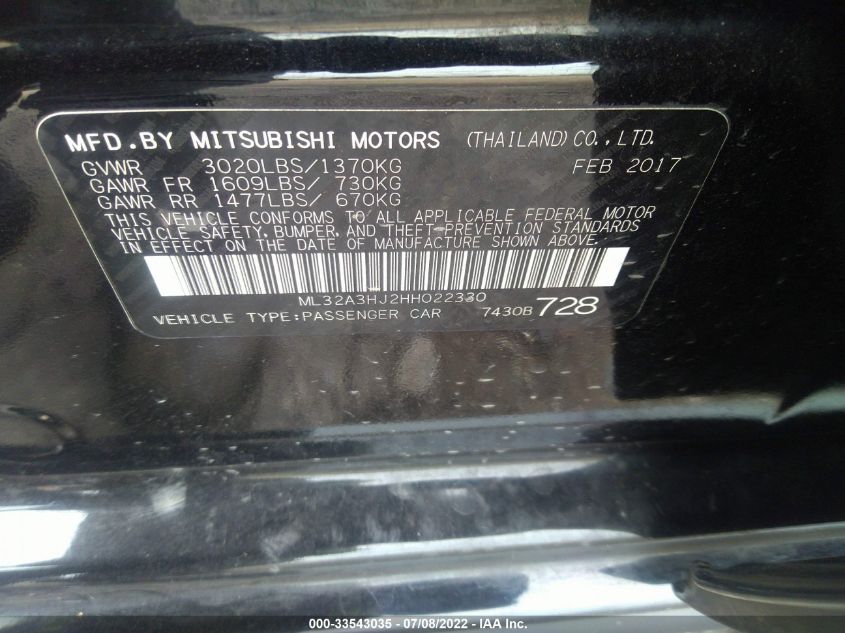 MFD.BY MITSUBISHI MOTORS (THAILAND) CO., LTD.
GVWR 3020LBS/1370KG FEB 2017
GAWR FR 1609LBS/ 730KG
GAWR RR 1477LBS/ 670KG
THIS VEHICLE CONFORMS TO ALL APPLICABLE FEDERAL MOTOR
VEHICLE SAFETY, BUMPER, AND THEFT-PREVENTION STANDARDS
IN EFFECT ON THE DATE OF MANUFACTURE SHOWN ABOVE.
ML32A3HJ2HH022330
VEHICLE TYPE:PASSENGER CAR 7430B 728
000-33543035 - 07/08/2022 - IAA Inc.